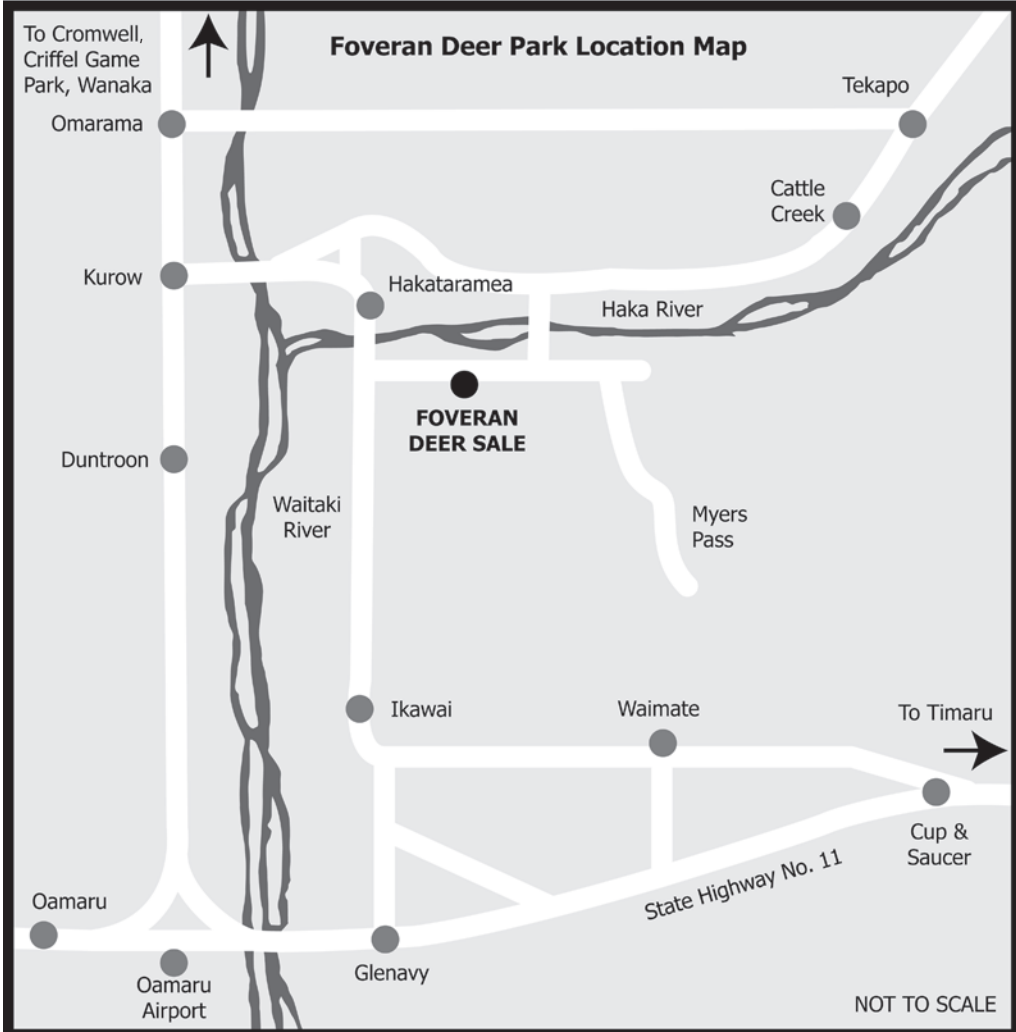 To Cromwell,
Criffel Game
Park, Wanaka
Foveran Deer Park Location Map
Tekapo
Omarama
Cattle
Creek
Kurow
Hakataramea
Haka River
FOVERAN
DEER SALE
Duntroon
Waitaki
River
Myers
Pass
Ikawai
Waimate
To Timaru
Cup &
Saucer
State Highway No. 11
Oamaru
Glenavy
Oamaru
Airport
NOT TO SCALE